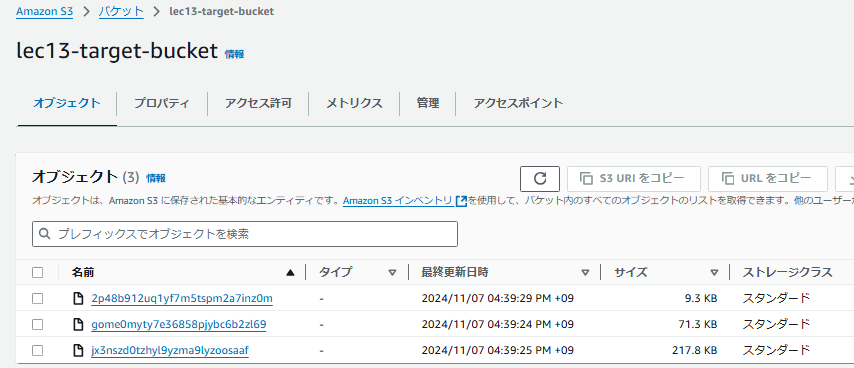 Amazon S3 > バケット > lec13-target-bucket
lec13-target-bucket 情報
オブジェクト プロパティ アクセス許可 メトリクス 管理 アクセスポイント
オブジェクト (3) 情報 S3 URI をコピー URL をコピー
オブジェクトは、Amazon S3 に保存された基本的なエンティティです。Amazon S3 インベントリ を使用して、バケット内のすべてのオブジェクトのリストを取得できます。他のユーザーが
プレフィックスでオブジェクトを検索
名前 タイプ 最終更新日時 サイズ ストレージクラス
2p48b912uq1yf7m5tspm2a7inz0m - 2024/11/07 04:39:29 PM +09 9.3 KB スタンダード
gome0myty7e36858pjybc6b2zl69 - 2024/11/07 04:39:24 PM +09 71.3 KB スタンダード
jx3nszd0tzhyl9yzma9lyzoosaaf - 2024/11/07 04:39:25 PM +09 217.8 KB スタンダード